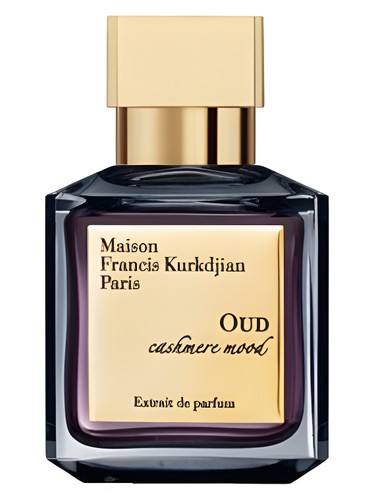 Maison
Francis Kurkdjian
Paris
OUD
cashmere mood
Extrait de parfum